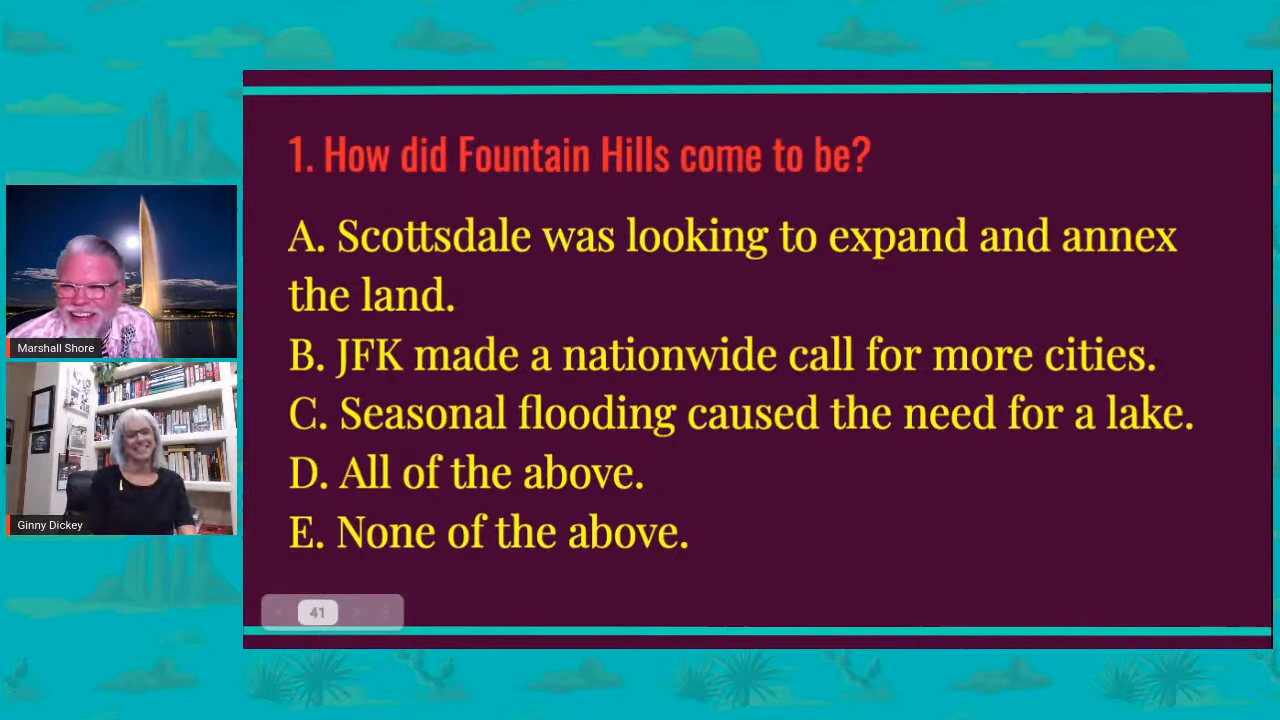 1. How did Fountain Hills come to be?
A. Scottsdale was looking to expand and annex
the land.
B. JFK made a nationwide call for more cities.
C. Seasonal flooding caused the need for a lake.
D. All of the above.
E. None of the above.
Marshall Shore
Ginny Dickey
41